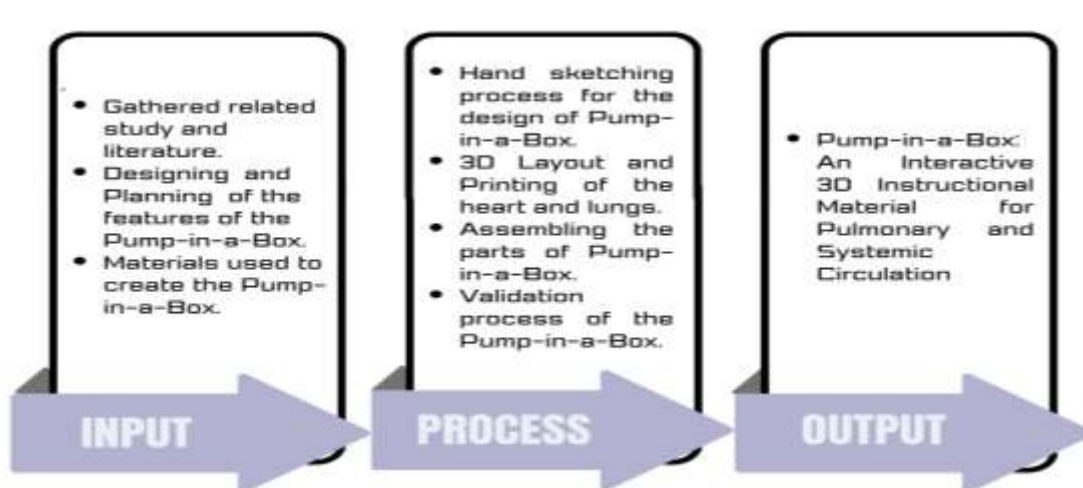 • Gathered related
study and
literature.
• Designing and
Planning of the
features of the
Pump-in-a-Box.
• Materials used to
create the Pump-
in-a-Box.
INPUT
• Hand sketching
process for the
design of Pump-
in-a-Box.
• 3D Layout and
Printing of the
heart and lungs.
• Assembling the
parts of Pump-
in-a-Box.
• Validation
process of the
Pump-in-a-Box.
PROCESS
• Pump-in-a-Box:
An Interactive
3D Instructional
Material for
Pulmonary and
Systemic
Circulation
OUTPUT